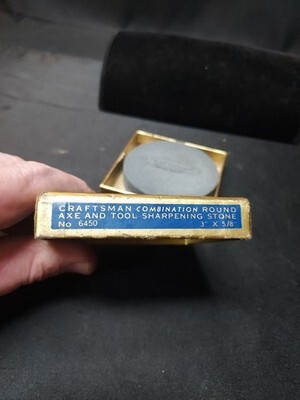 CRAFTSMAN COMBINATION ROUND
AXE AND TOOL SHARPENING STONE
No 6450 3" X 5/8"